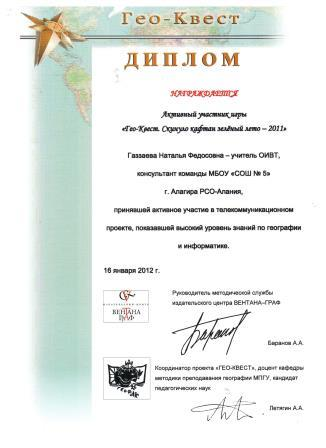 Гео-Квест
ДИПЛОМ
НАГРАЖДАЕТСЯ
Активный участник игры
«Гео-Квест. Скинуло кафтан зелёный лето – 2011»
Газзаева Наталья Федосовна – учитель ОИВТ,
консультант команды МБОУ «СОШ № 5»
г. Алагира РСО-Алания,
принявшей активное участие в телекоммуникационном
проекте, показавшей высокий уровень знаний по географии
и информатике.
16 января 2012 г.
Руководитель методической службы
издательского центра ВЕНТАНА–ГРАФ
ВЕНТАНА
ГРАФ
Баранов А.А.
Координатор проекта «ГЕО-КВЕСТ», доцент кафедры
методики преподавания географии МПГУ, кандидат
педагогических наук
Летягин А.А.